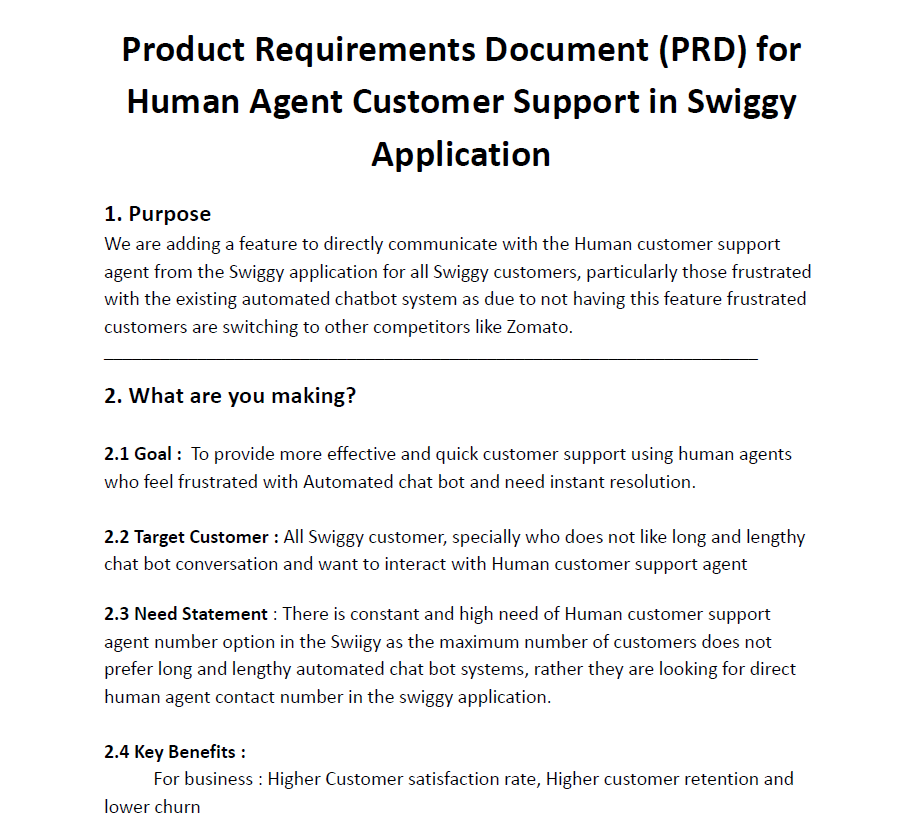 Product Requirements Document (PRD) for
Human Agent Customer Support in Swiggy
Application
1. Purpose
We are adding a feature to directly communicate with the Human customer support
agent from the Swiggy application for all Swiggy customers, particularly those frustrated
with the existing automated chatbot system as due to not having this feature frustrated
customers are switching to other competitors like Zomato.
2. What are you making?
2.1 Goal : To provide more effective and quick customer support using human agents
who feel frustrated with Automated chat bot and need instant resolution.
2.2 Target Customer : All Swiggy customer, specially who does not like long and lengthy
chat bot conversation and want to interact with Human customer support agent
2.3 Need Statement : There is constant and high need of Human customer support
agent number option in the Swiigy as the maximum number of customers does not
prefer long and lengthy automated chat bot systems, rather they are looking for direct
human agent contact number in the swiggy application.
2.4 Key Benefits :
For business : Higher Customer satisfaction rate, Higher customer retention and
lower churn